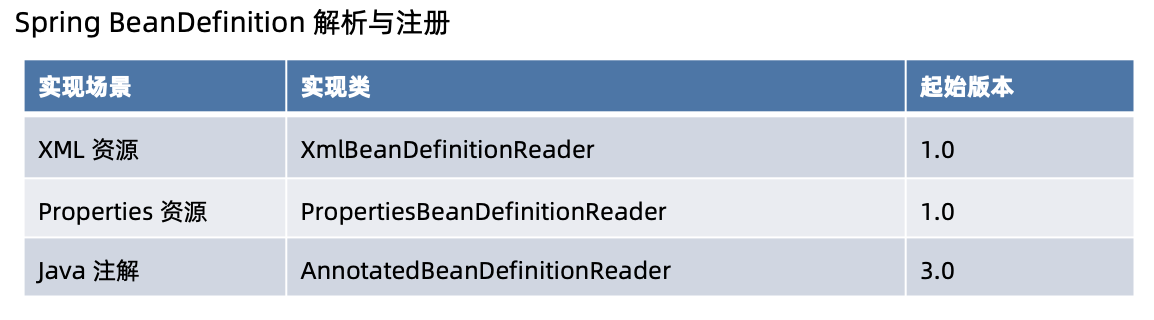 Spring BeanDefinition 解析与注册
实现场景 实现类 起始版本
XML 资源 XmlBeanDefinitionReader 1.0
Properties 资源 PropertiesBeanDefinitionReader 1.0
Java 注解 AnnotatedBeanDefinitionReader 3.0